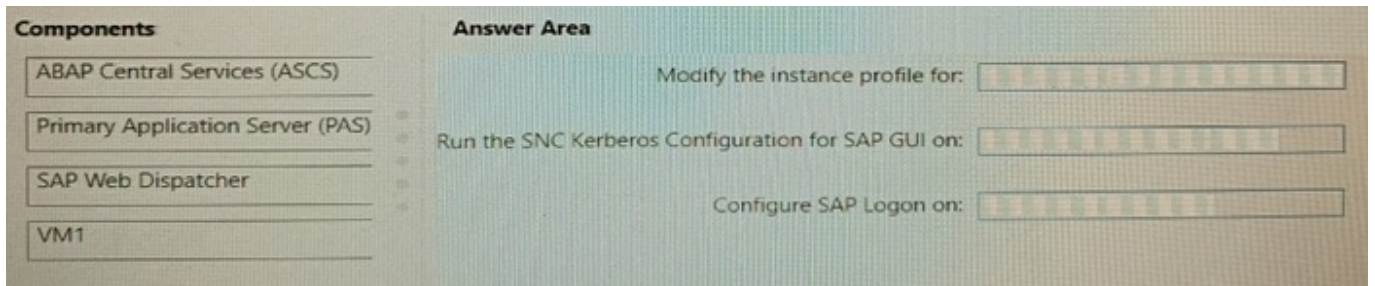 Components
Answer Area
ABAP Central Services (ASCS)
Modify the instance profile for:
Primary Application Server (PAS)
Run the SNC Kerberos Configuration for SAP GUI on:
SAP Web Dispatcher
Configure SAP Logon on:
VM1